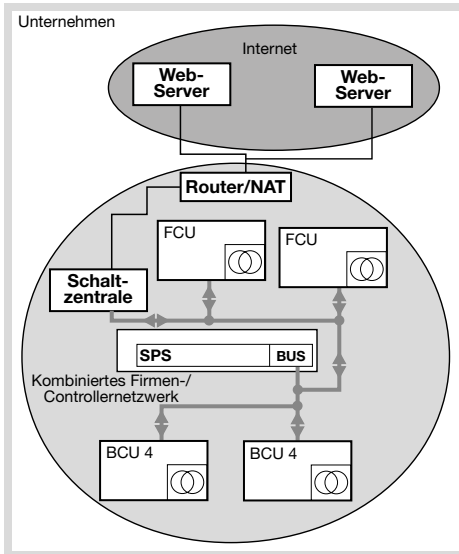 Unternehmen
Internet
Web-
Server
Web-
Server
Router/NAT
FCU
FCU
Schalt-
zentrale
SPS
BUS
Kombiniertes Firmen-/
Controllernetzwerk
BCU 4
BCU 4